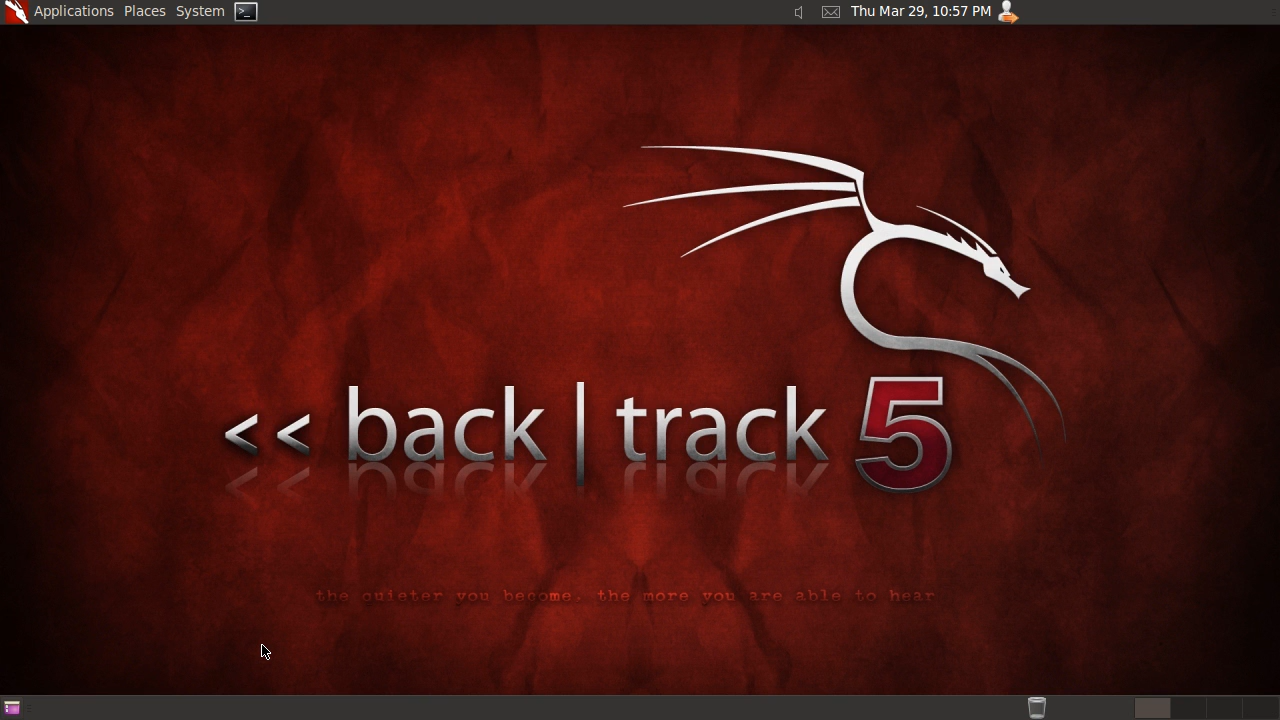 Applications Places System Thu Mar 29, 10:57 PM
<< back | track 5
the quieter you become, the more you are able to hear